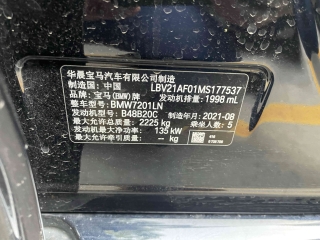 华晨宝马汽车有限公司制造
制造国：中国 LBV21AF01MS177537
品牌：宝马(BMW)牌 发动机排量：1998 mL
整车型号：BMW7201LN
发动机型号：B48B20C 制造年月：2021-08
最大允许总质量：2225 kg 乘坐人数：5
发动机最大净功率：135 kW
最大允许牵引质量：-- kg